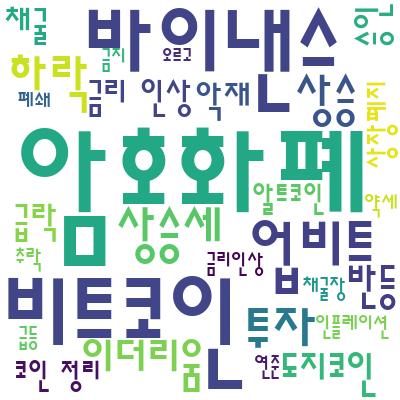 채굴
바이낸스
승인
금지
오르고
하락
폐쇄
금리 인상
악재
상승
상장폐지
암호화폐
알트코인
약세
급락
상승세
추락
업비트
금리인상
반등
채굴장
비트코인
투자
인플레이션
급등
이더리움
코인 정리
연준
도지코인